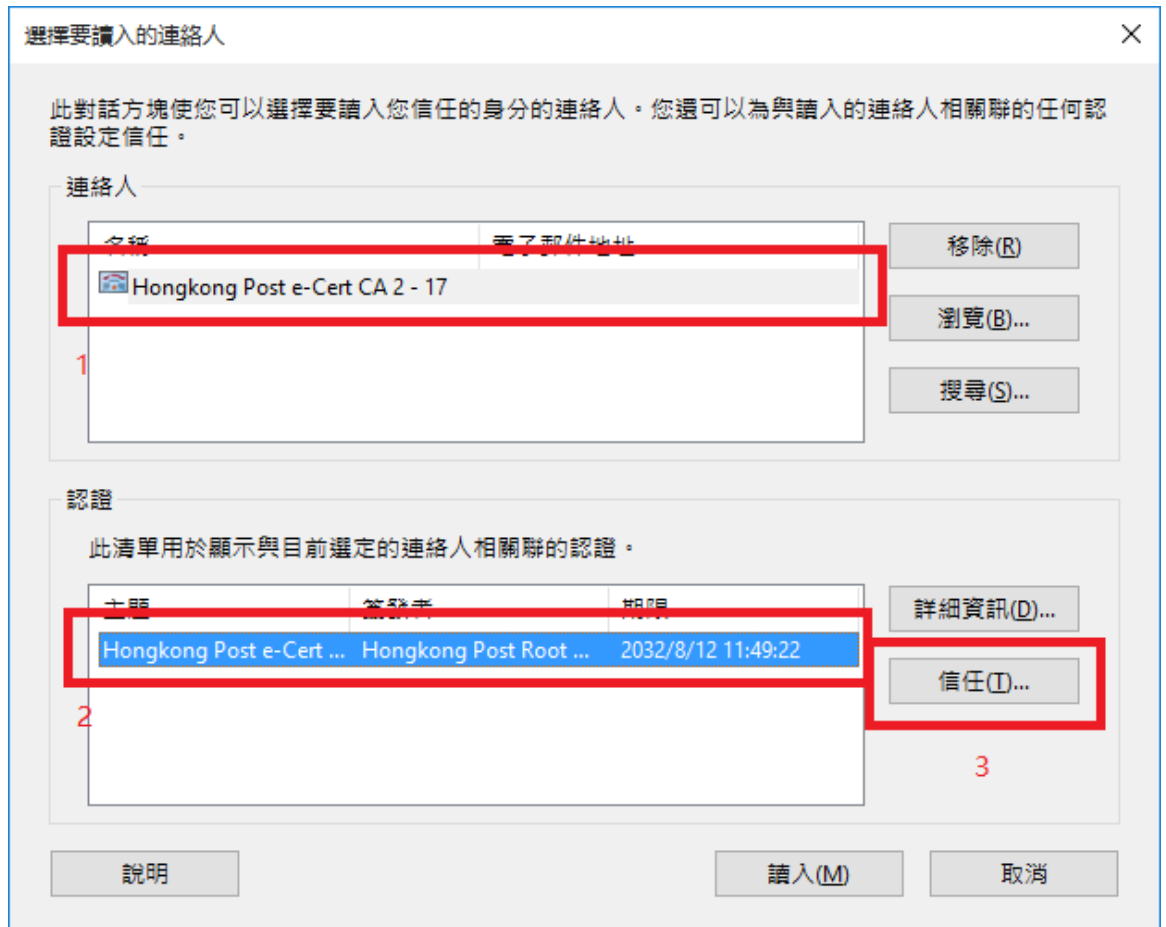 選擇要讀入的連絡人
此對話方塊使您可以選擇要讀入您信任的身分的連絡人。您還可以為與讀入的連絡人相關聯的任何認
證設定信任。
連絡人
名稱 電子郵件地址
移除(R)
Hongkong Post e-Cert CA 2 - 17
瀏覽(B)...
1
搜尋(S)...
認證
此清單用於顯示與目前選定的連絡人相關聯的認證。
主題 簽發者 期限
詳細資訊(D)...
Hongkong Post e-Cert ... Hongkong Post Root ... 2032/8/12 11:49:22
信任(T)...
2
3
說明 讀入(M) 取消